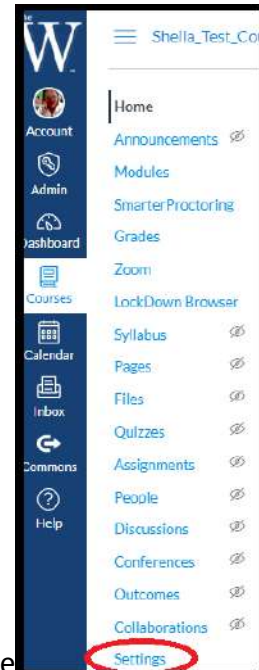 W
Shella_Test_Co
Account
Admin
Dashboard
Courses
Calendar
Inbox
Commons
Help
Home
Announcements
Modules
SmarterProctoring
Grades
Zoom
LockDown Browser
Syllabus
Pages
Files
Quizzes
Assignments
People
Discussions
Conferences
Outcomes
Collaborations
Settings
e